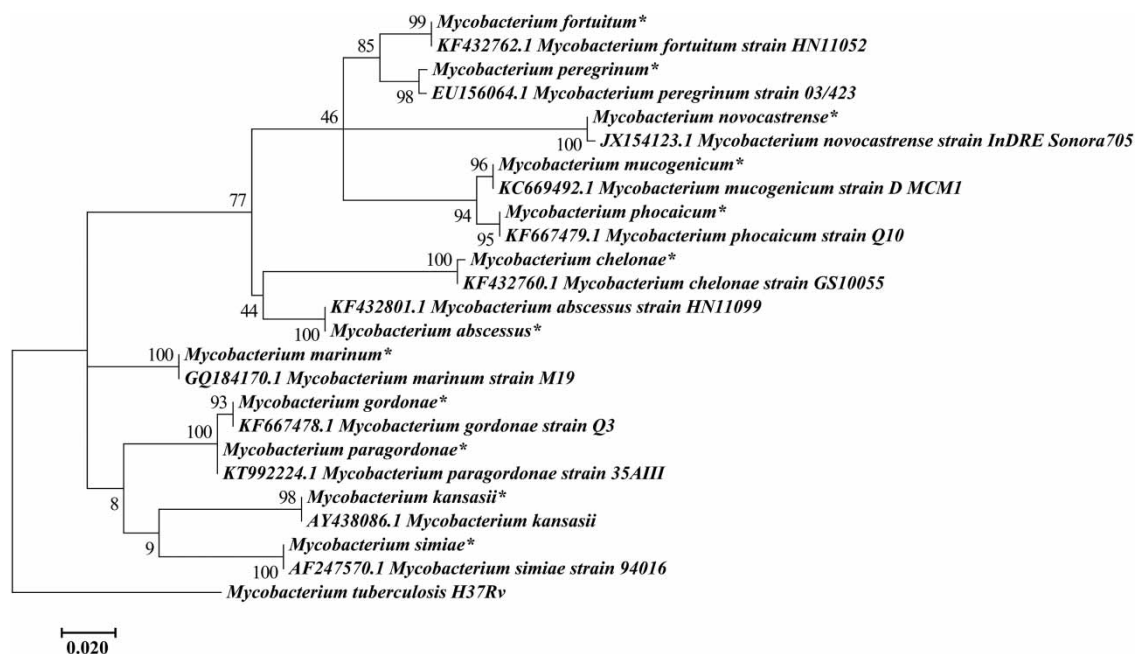 99
Mycobacterium fortuitum*
KF432762.1 Mycobacterium fortuitum strain HN11052
85
Mycobacterium peregrinum*
98
EU156064.1 Mycobacterium peregrinum strain 03/423
46
Mycobacterium novocastrense*
100
JX154123.1 Mycobacterium novocastrense strain InDRE Sonora705
96
Mycobacterium mucogenicum*
KC669492.1 Mycobacterium mucogenicum strain D MCM1
77
94
Mycobacterium phocaicum*
95
KF667479.1 Mycobacterium phocaicum strain Q10
100
Mycobacterium chelonae*
KF432760.1 Mycobacterium chelonae strain GS10055
44
KF432801.1 Mycobacterium abscessus strain HN11099
100
Mycobacterium abscessus*
100
Mycobacterium marinum*
GQ184170.1 Mycobacterium marinum strain M19
93
Mycobacterium gordonae*
KF667478.1 Mycobacterium gordonae strain Q3
100
Mycobacterium paragordonae*
KT992224.1 Mycobacterium paragordonae strain 35AIII
8
98
Mycobacterium kansasii*
AY438086.1 Mycobacterium kansasii
9
Mycobacterium simiae*
100
AF247570.1 Mycobacterium simiae strain 94016
Mycobacterium tuberculosis H37Rv
0.020